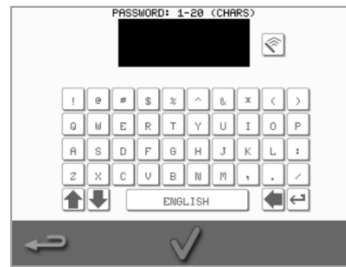 PASSWORD: 1-20 (CHARS)
! @ # $ % ^ & * ( )
Q W E R T Y U I O P
A S D F G H J K L :
Z X C V B N M , . /
ENGLISH